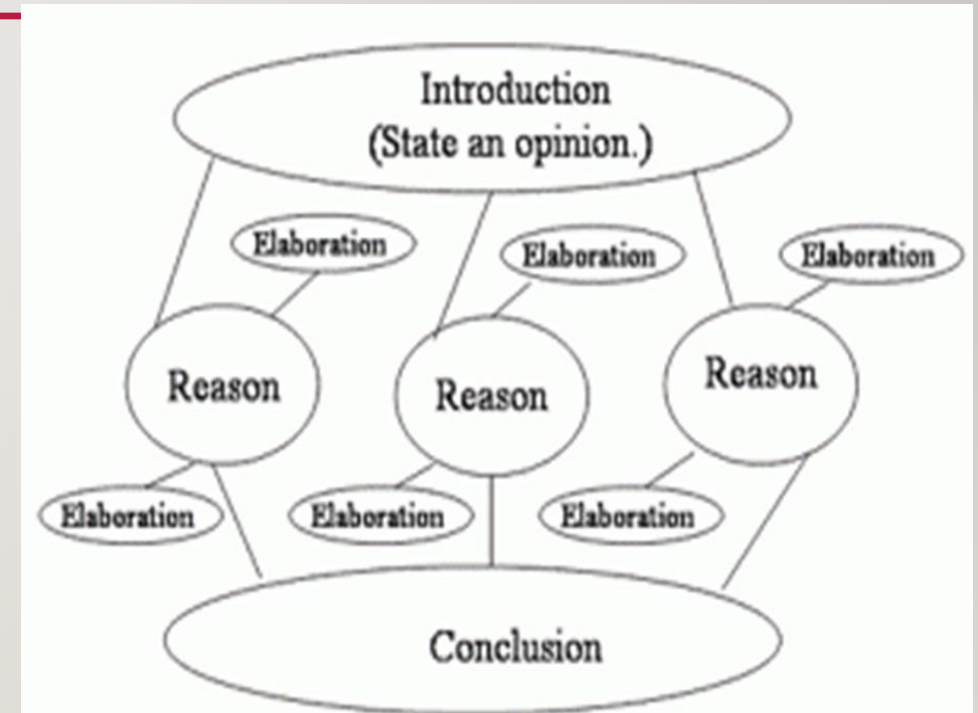 Introduction
(State an opinion.)
Elaboration
Elaboration
Elaboration
Reason
Reason
Reason
Elaboration
Elaboration
Elaboration
Conclusion